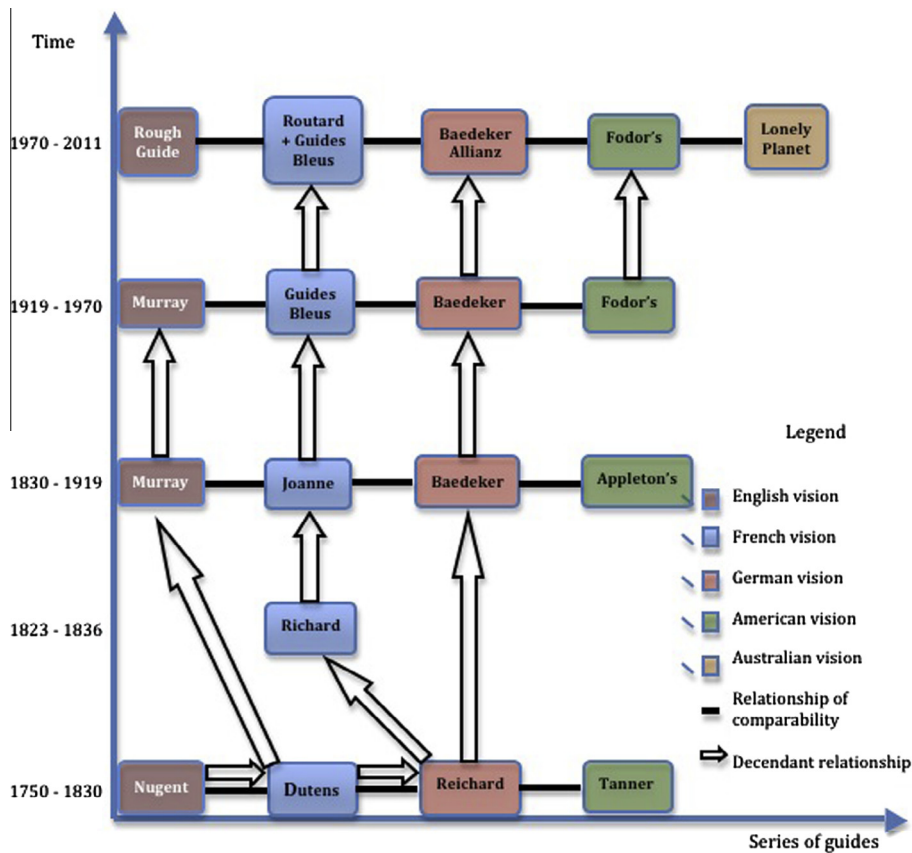 Time
1970 - 2011
Rough
Guide
Routard
+ Guides
Bleus
Baedeker
Allianz
Fodor's
Lonely
Planet
1919 - 1970
Murray
Guides
Bleus
Baedeker
Fodor's
Legend
1830 - 1919
Murray
Joanne
Baedeker
Appleton's
English vision
French vision
German vision
American vision
Australian vision
Relationship of
comparability
Decendant relationship
1823 - 1836
Richard
1750 - 1830
Nugent
Dutens
Reichard
Tanner
Series of guides